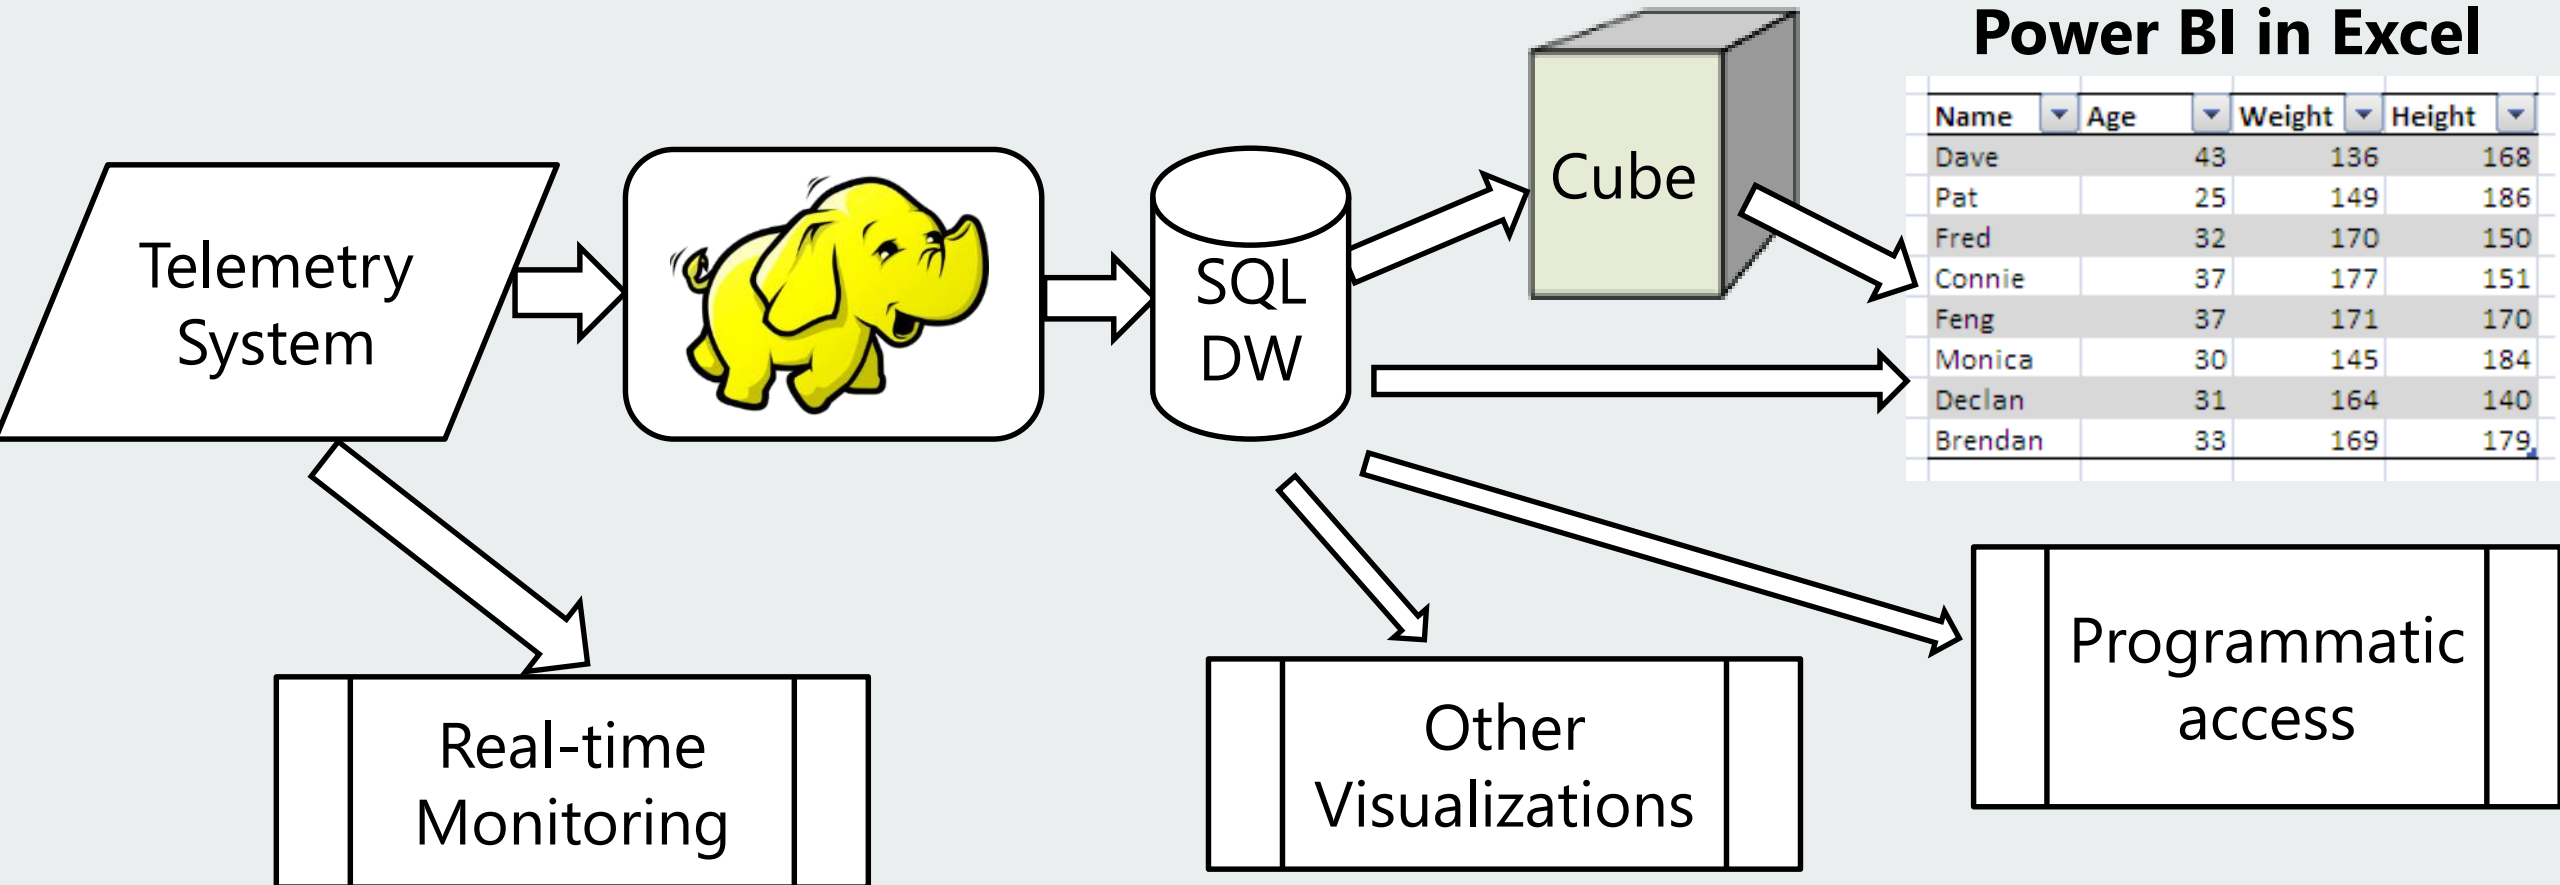 Power BI in Excel
Name Age Weight Height
Dave 43 136 168
Pat 25 149 186
Fred 32 170 150
Connie 37 177 151
Feng 37 171 170
Monica 30 145 184
Declan 31 164 140
Brendan 33 169 179
Cube
Telemetry
System
SQL
DW
Real-time
Monitoring
Other
Visualizations
Programmatic
access